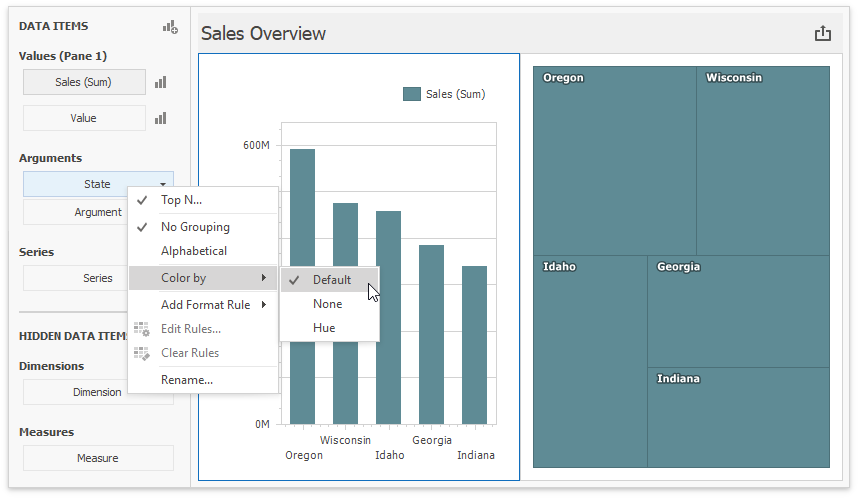 DATA ITEMS
Values (Pane 1)
Sales (Sum)
Value
Arguments
State
Argument
Series
Series
HIDDEN DATA ITEMS
Dimensions
Dimension
Measures
Measure
Top N...
No Grouping
Alphabetical
Color by
Add Format Rule
Edit Rules...
Clear Rules
Rename...
Default
None
Hue
Sales Overview
Sales (Sum)
600M
0M
Oregon
Wisconsin
Idaho
Georgia
Indiana
Oregon
Wisconsin
Idaho
Georgia
Indiana